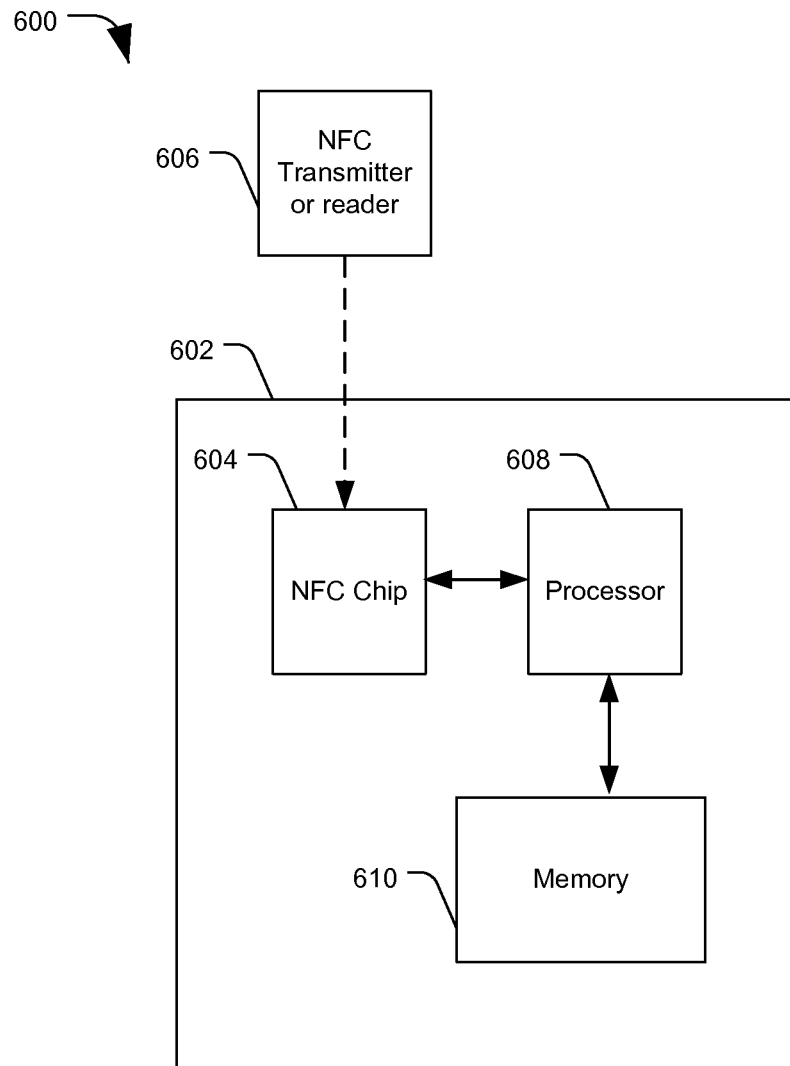 600
NFC
Transmitter
or reader
606
602
604
608
NFC Chip
Processor
610
Memory